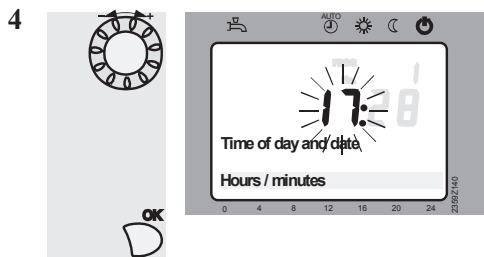 4
- +
AUTO
1
17:28
Time of day and date
Hours / minutes
OK
0 4 8 12 16 20 24
2359Z140